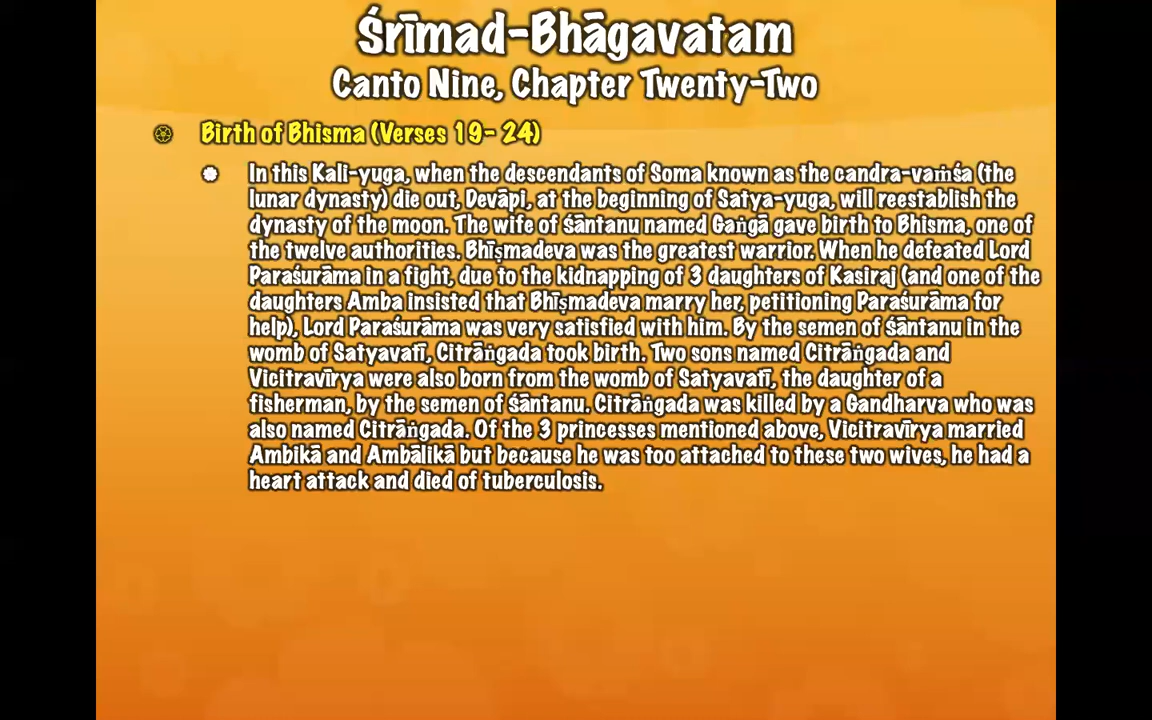 Śrīmad-Bhāgavatam
Canto Nine, Chapter Twenty-Two
Birth of Bhisma (Verses 19- 24)
In this Kali-yuga, when the descendants of Soma known as the candra-vaṁśa (the
lunar dynasty) die out, Devāpi, at the beginning of Satya-yuga, will reestablish the
dynasty of the moon. The wife of śāntanu named Gaṅgā gave birth to Bhisma, one of
the twelve authorities. Bhīṣmadeva was the greatest warrior. When he defeated Lord
Paraśurāma in a fight, due to the kidnapping of 3 daughters of Kasiraj (and one of the
daughters Amba insisted that Bhīṣmadeva marry her, petitioning Paraśurāma for
help), Lord Paraśurāma was very satisfied with him. By the semen of śāntanu in the
womb of Satyavatī, Citrāṅgada took birth. Two sons named Citrāṅgada and
Vicitravīrya were also born from the womb of Satyavatī, the daughter of a
fisherman, by the semen of śāntanu. Citrāṅgada was killed by a Gandharva who was
also named Citrāṅgada. Of the 3 princesses mentioned above, Vicitravīrya married
Ambikā and Ambālikā but because he was too attached to these two wives, he had a
heart attack and died of tuberculosis.